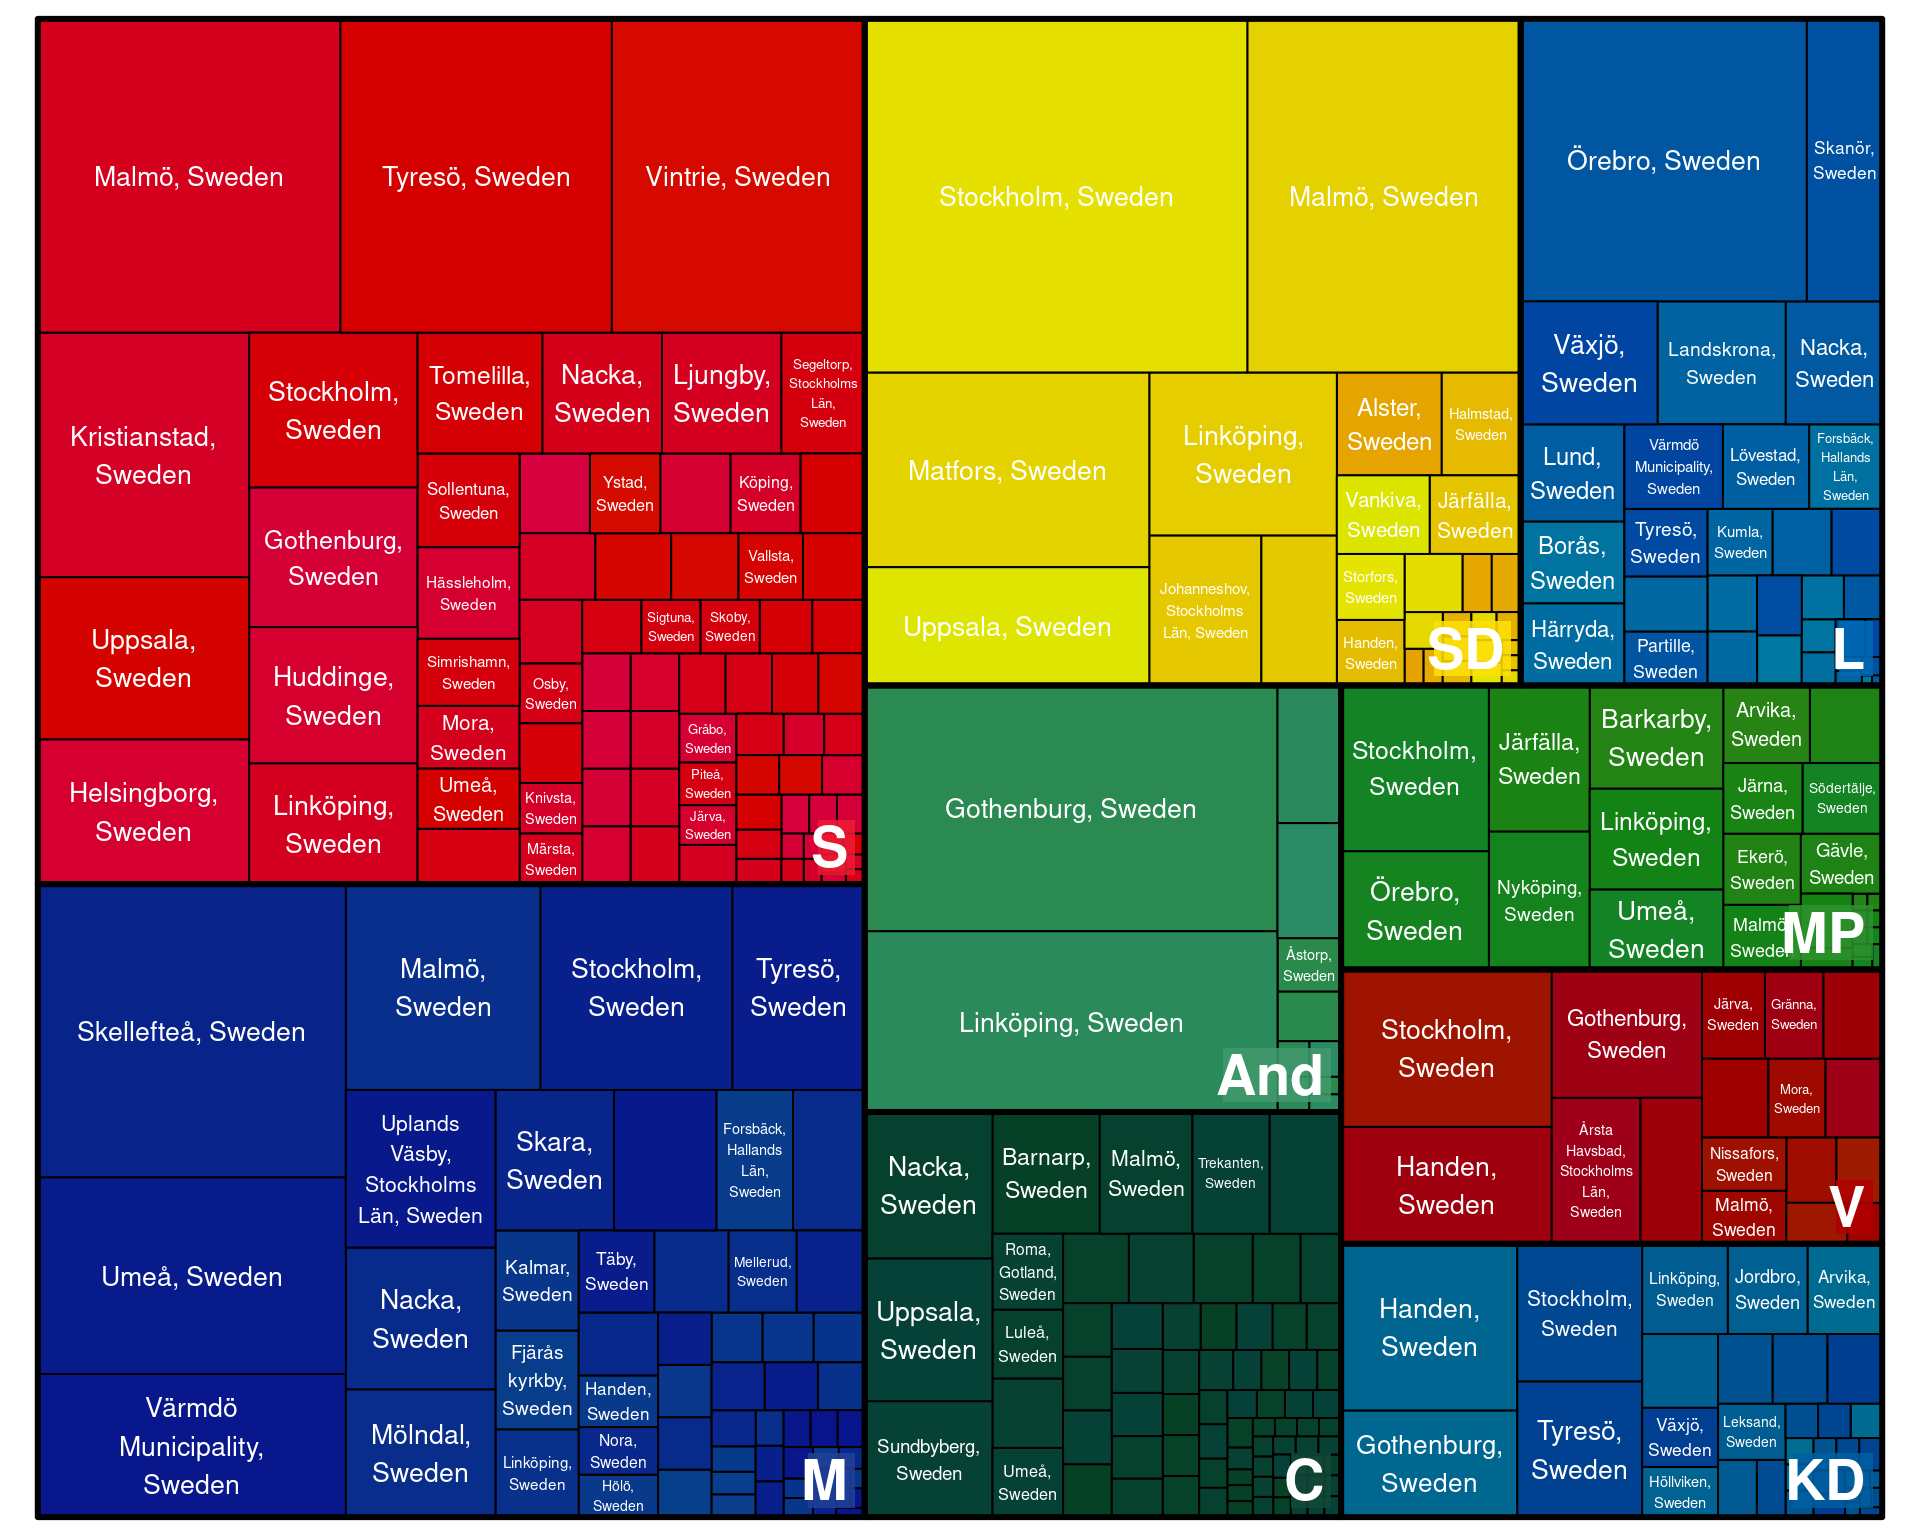 Malmö, Sweden
Tyresö, Sweden
Vintrie, Sweden
Kristianstad,
Sweden
Uppsala,
Sweden
Helsingborg,
Sweden
Stockholm,
Sweden
Gothenburg,
Sweden
Huddinge,
Sweden
Linköping,
Sweden
Tomelilla,
Sweden
Nacka,
Sweden
Ljungby,
Sweden
Segeltorp,
Stockholms
Län,
Sweden
Sollentuna,
Sweden
Hässleholm,
Sweden
Simrishamn,
Sweden
Mora,
Sweden
Umeå,
Sweden
Ystad,
Sweden
Köping,
Sweden
Vallsta,
Sweden
Sigtuna,
Sweden
Skoby,
Sweden
Osby,
Sweden
Knivsta,
Sweden
Märsta,
Sweden
Gråbo,
Sweden
Piteå,
Sweden
Järva,
Sweden
S
Stockholm, Sweden
Malmö, Sweden
Matfors, Sweden
Uppsala, Sweden
Linköping,
Sweden
Johanneshov,
Stockholms
Län, Sweden
Alster,
Sweden
Halmstad,
Sweden
Vankiva,
Sweden
Järfälla,
Sweden
Storfors,
Sweden
Handen,
Sweden
SD
Örebro, Sweden
Skanör,
Sweden
Växjö,
Sweden
Landskrona,
Sweden
Nacka,
Sweden
Lund,
Sweden
Borås,
Sweden
Härryda,
Sweden
Värmdö
Municipality,
Sweden
Lövestad,
Sweden
Forsbäck,
Hallands
Län,
Sweden
Tyresö,
Sweden
Kumla,
Sweden
Partille,
Sweden
L
Skellefteå, Sweden
Umeå, Sweden
Värmdö
Municipality,
Sweden
Malmö,
Sweden
Stockholm,
Sweden
Tyresö,
Sweden
Uplands
Väsby,
Stockholms
Län, Sweden
Nacka,
Sweden
Mölndal,
Sweden
Skara,
Sweden
Forsbäck,
Hallands
Län,
Sweden
Kalmar,
Sweden
Fjärås
kyrkby,
Sweden
Linköping,
Sweden
Täby,
Sweden
Mellerud,
Sweden
Handen,
Sweden
Nora,
Sweden
Hölö,
Sweden
M
Gothenburg, Sweden
Linköping, Sweden
Åstorp,
Sweden
And
Nacka,
Sweden
Uppsala,
Sweden
Sundbyberg,
Sweden
Barnarp,
Sweden
Malmö,
Sweden
Trekanten,
Sweden
Roma,
Gotland,
Sweden
Luleå,
Sweden
Umeå,
Sweden
C
Stockholm,
Sweden
Örebro,
Sweden
Järfälla,
Sweden
Nyköping,
Sweden
Barkarby,
Sweden
Linköping,
Sweden
Umeå,
Sweden
Arvika,
Sweden
Järna,
Sweden
Södertälje,
Sweden
Ekerö,
Sweden
Gävle,
Sweden
Malmö,
Sweden
MP
Stockholm,
Sweden
Handen,
Sweden
Gothenburg,
Sweden
Årsta
Havsbad,
Stockholms
Län,
Sweden
Järva,
Sweden
Gränna,
Sweden
Mora,
Sweden
Nissafors,
Sweden
Malmö,
Sweden
V
Handen,
Sweden
Gothenburg,
Sweden
Stockholm,
Sweden
Tyresö,
Sweden
Linköping,
Sweden
Jordbro,
Sweden
Arvika,
Sweden
Växjö,
Sweden
Höllviken,
Sweden
Leksand,
Sweden
KD